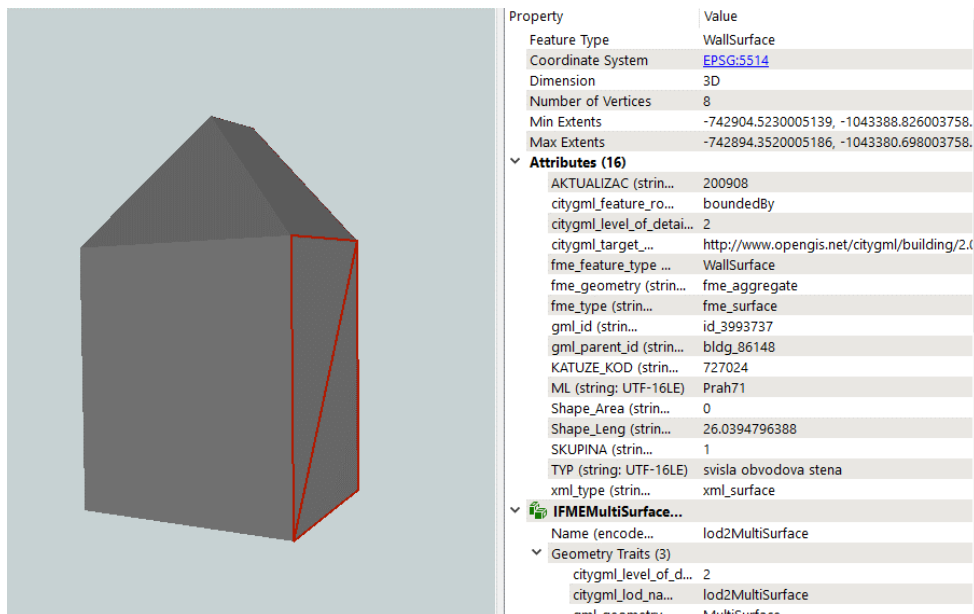 Property Value
Feature Type WallSurface
Coordinate System EPSG:5514
Dimension 3D
Number of Vertices 8
Min Extents -742904.5230005139, -1043388.826003758.
Max Extents -742894.3520005186, -1043380.698003758.
Attributes (16)
AKTUALIZAC (strin... 200908
citygml_feature_ro... boundedBy
citygml_level_of_detai... 2
citygml_target_... http://www.opengis.net/citygml/building/2.0
fme_feature_type ... WallSurface
fme_geometry (strin... fme_aggregate
fme_type (strin... fme_surface
gml_id (strin... id_3993737
gml_parent_id (strin... bldg_86148
KATUZE_KOD (strin... 727024
ML (string: UTF-16LE) Prah71
Shape_Area (strin... 0
Shape_Leng (strin... 26.0394796388
SKUPINA (strin... 1
TYP (string: UTF-16LE) svisla obvodova stena
xml_type (strin... xml_surface
IFMEMultiSurface...
Name (encode... lod2MultiSurface
Geometry Traits (3)
citygml_level_of_d... 2
citygml_lod_na... lod2MultiSurface